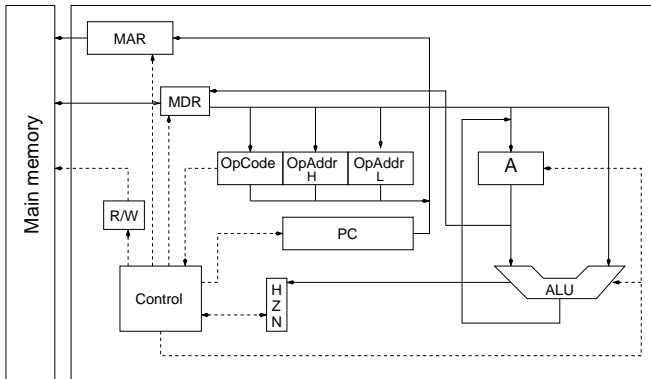 Main memory
MAR
MDR
OpCode
OpAddr
H
OpAddr
L
A
R/W
PC
Control
H
Z
N
ALU